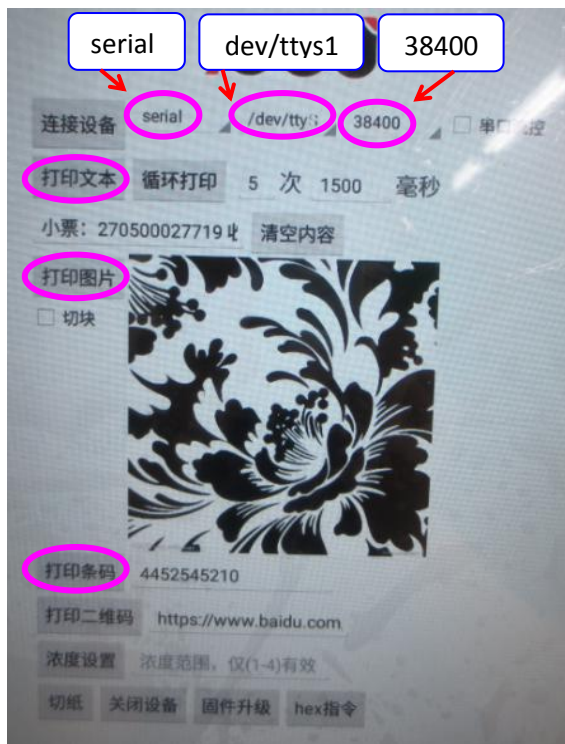 serial dev/ttys1 38400
连接设备 serial /dev/ttyS 38400 串口流控
打印文本 循环打印 5 次 1500 毫秒
小票：270500027719 清空内容
打印图片
切块
打印条码 4452545210
打印二维码 https://www.baidu.com
浓度设置 浓度范围，仅(1-4)有效
切纸 关闭设备 固件升级 hex指令